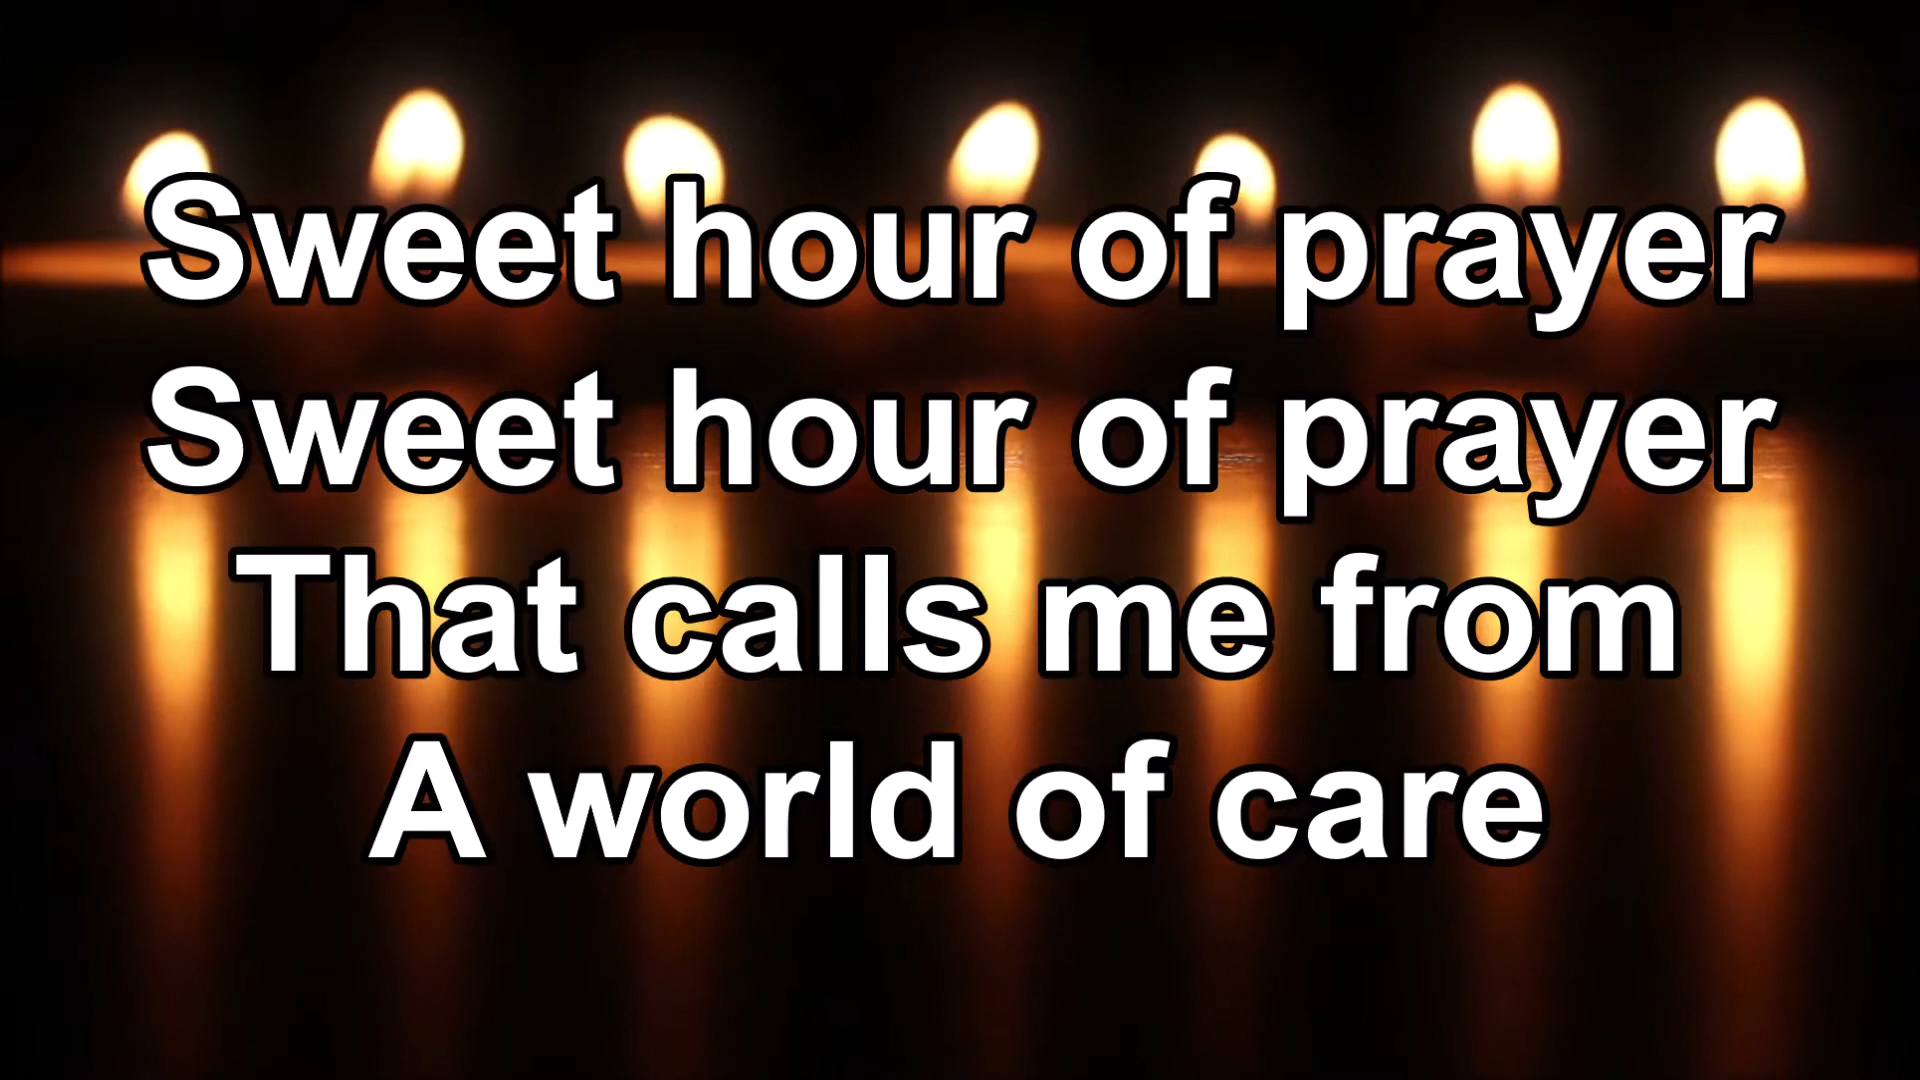 Sweet hour of prayer
Sweet hour of prayer
That calls me from
A world of care